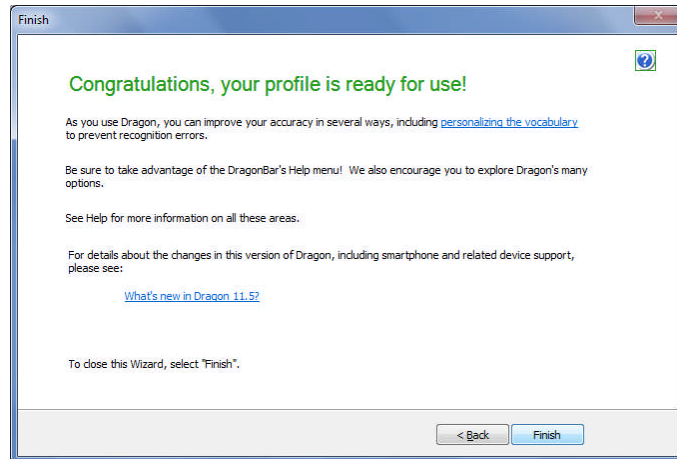 Finish
Congratulations, your profile is ready for use!
As you use Dragon, you can improve your accuracy in several ways, including personalizing the vocabulary
to prevent recognition errors.
Be sure to take advantage of the DragonBar's Help menu! We also encourage you to explore Dragon's many
options.
See Help for more information on all these areas.
For details about the changes in this version of Dragon, including smartphone and related device support,
please see:
What's new in Dragon 11.5?
To close this Wizard, select "Finish".
< Back Finish